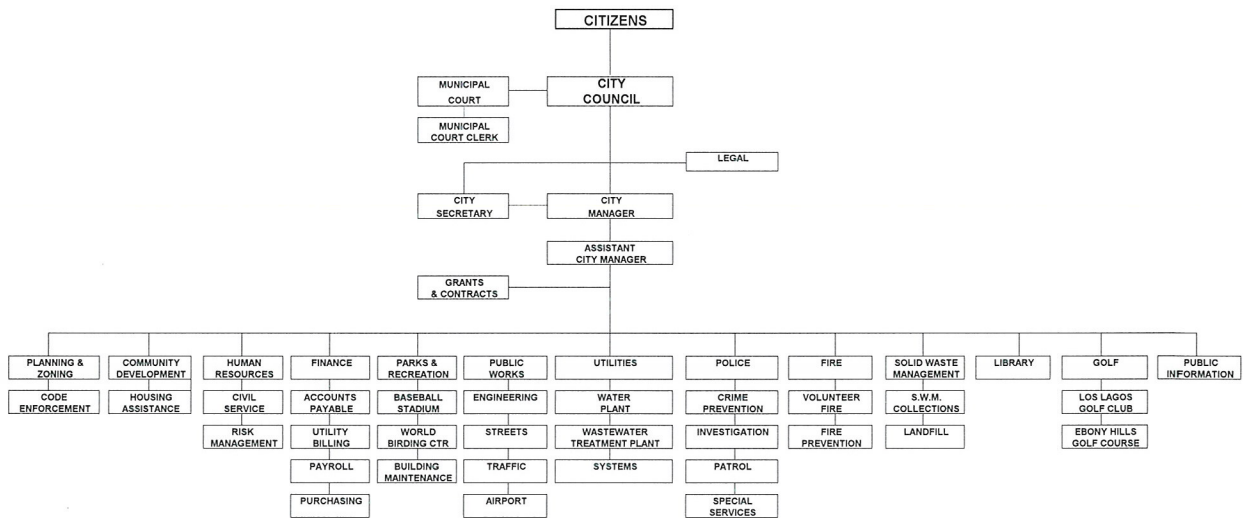 CITIZENS
MUNICIPAL
COURT
CITY
COUNCIL
MUNICIPAL
COURT CLERK
LEGAL
CITY
SECRETARY
CITY
MANAGER
ASSISTANT
CITY MANAGER
GRANTS
& CONTRACTS
PLANNING &
ZONING
COMMUNITY
DEVELOPMENT
HUMAN
RESOURCES
FINANCE
PARKS &
RECREATION
PUBLIC
WORKS
UTILITIES
POLICE
FIRE
SOLID WASTE
MANAGEMENT
LIBRARY
GOLF
PUBLIC
INFORMATION
CODE
ENFORCEMENT
HOUSING
ASSISTANCE
CIVIL
SERVICE
ACCOUNTS
PAYABLE
BASEBALL
STADIUM
ENGINEERING
WATER
PLANT
CRIME
PREVENTION
VOLUNTEER
FIRE
S.W.M.
COLLECTIONS
LOS LAGOS
GOLF CLUB
RISK
MANAGEMENT
UTILITY
BILLING
WORLD
BIRDING CTR
STREETS
WASTEWATER
TREATMENT PLANT
INVESTIGATION
FIRE
PREVENTION
LANDFILL
EBONY HILLS
GOLF COURSE
PAYROLL
BUILDING
MAINTENANCE
TRAFFIC
SYSTEMS
PATROL
PURCHASING
AIRPORT
SPECIAL
SERVICES